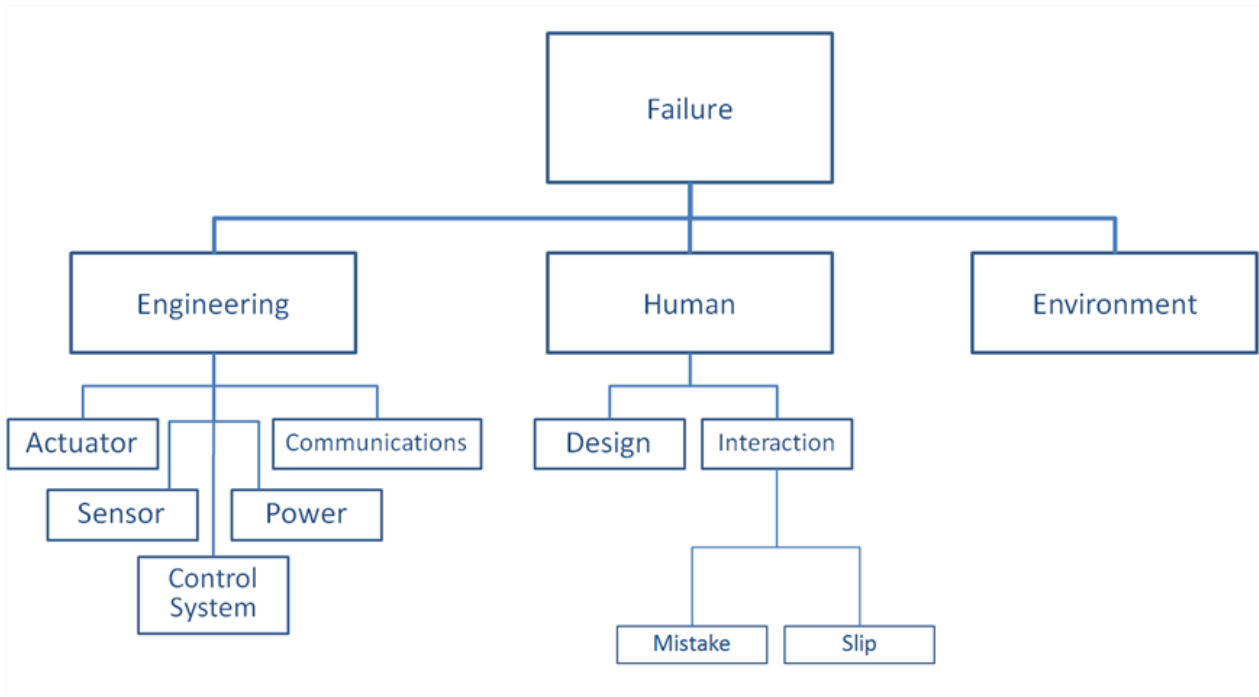 Failure
Engineering
Human
Environment
Actuator
Communications
Design
Interaction
Sensor
Power
Control
System
Mistake
Slip